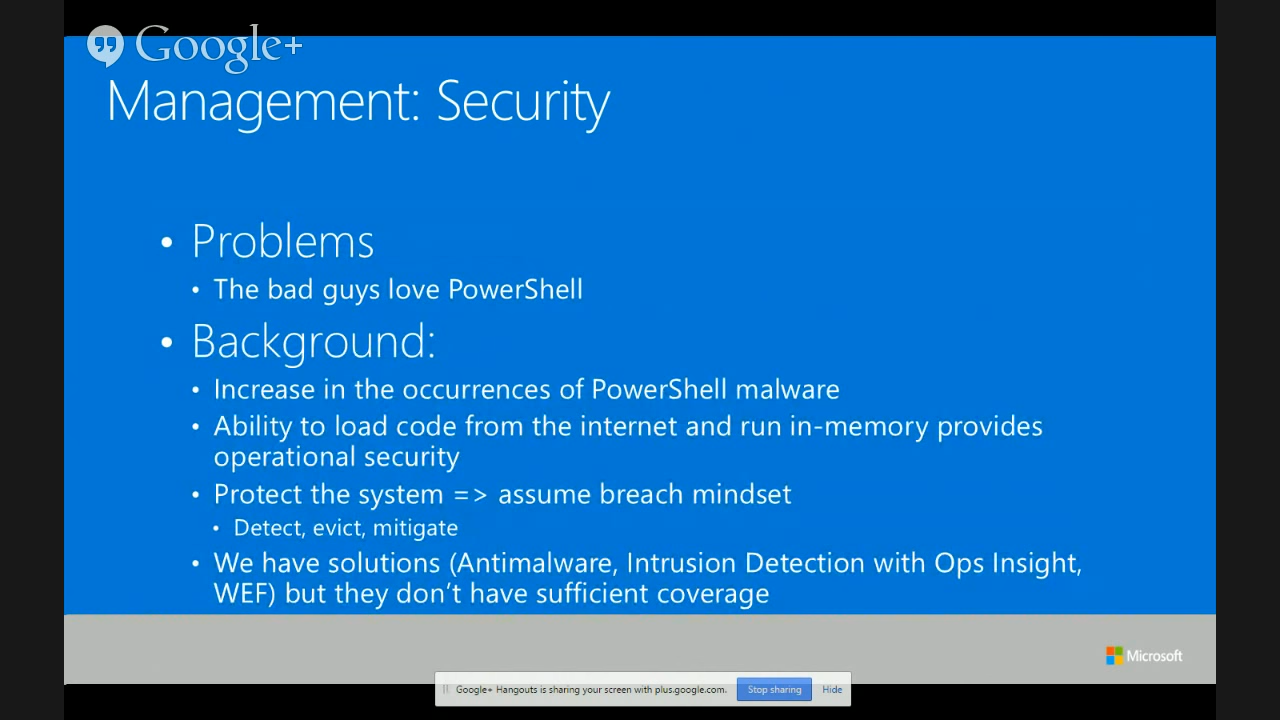 Google+
Management: Security
• Problems
• The bad guys love PowerShell
• Background:
• Increase in the occurrences of PowerShell malware
• Ability to load code from the internet and run in-memory provides
operational security
• Protect the system => assume breach mindset
• Detect, evict, mitigate
• We have solutions (Antimalware, Intrusion Detection with Ops Insight,
WEF) but they don't have sufficient coverage
Microsoft
Google+ Hangouts is sharing your screen with plus.google.com. Stop sharing Hide